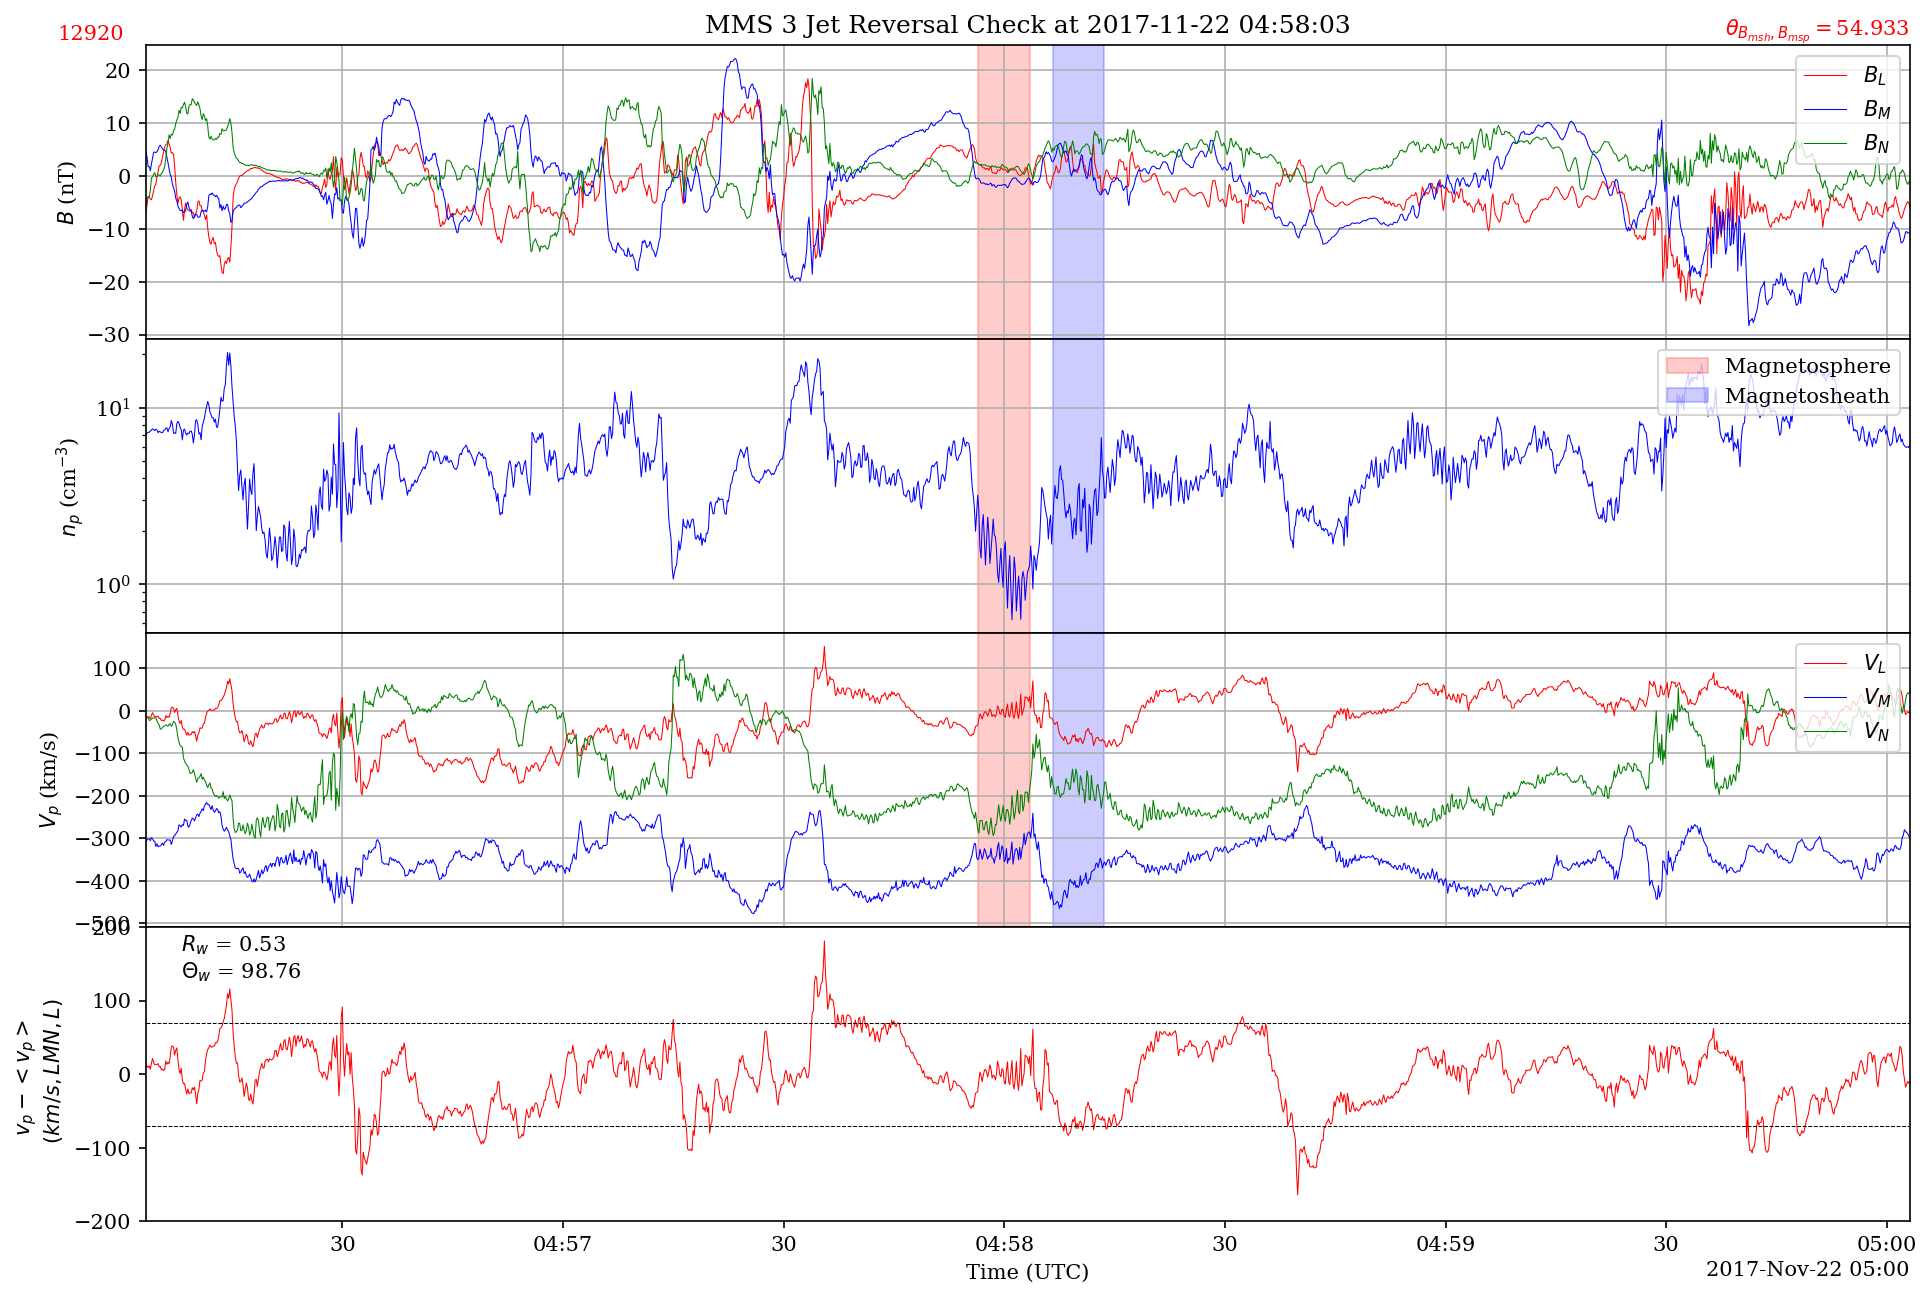 MMS 3 Jet Reversal Check at 2017-11-22 04:58:03
12920
θ_{B_{msh}, B_{msp}} = 54.933
20
10
0
−10
−20
−30
B (nT)
B_L
B_M
B_N
10^1
10^0
n_p (cm^{−3})
Magnetosphere
Magnetosheath
100
0
−100
−200
−300
−400
−500
V_p (km/s)
V_L
V_M
V_N
200
100
0
−100
−200
v_p − < v_p >
(km/s, LMN, L)
R_w = 0.53
Θ_w = 98.76
30 04:57 30 04:58 30 04:59 30 05:00
Time (UTC)
2017-Nov-22 05:00